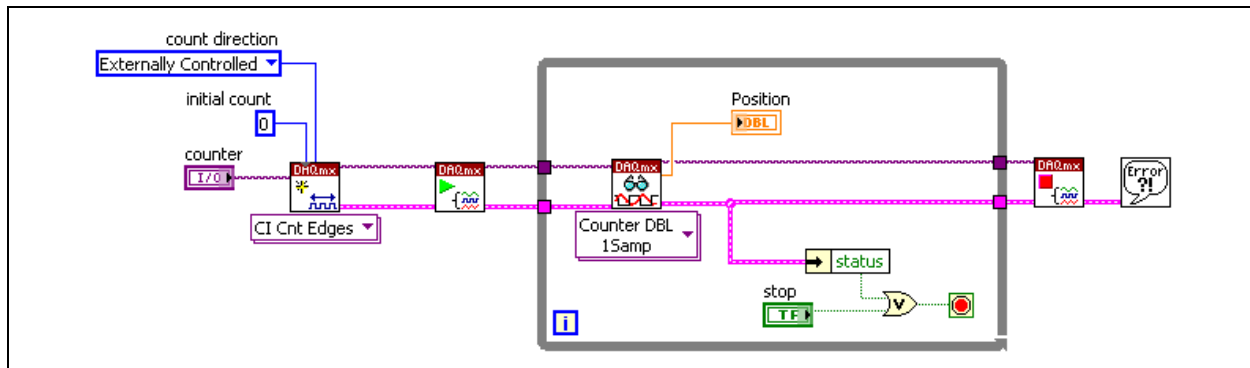 count direction
Externally Controlled
initial count
0
counter
I/O
DAQmx
CI Cnt Edges
DAQmx
DAQmx
Counter DBL
1Samp
Position
DBL
status
stop
TF
V
i
DAQmx
Error
?!